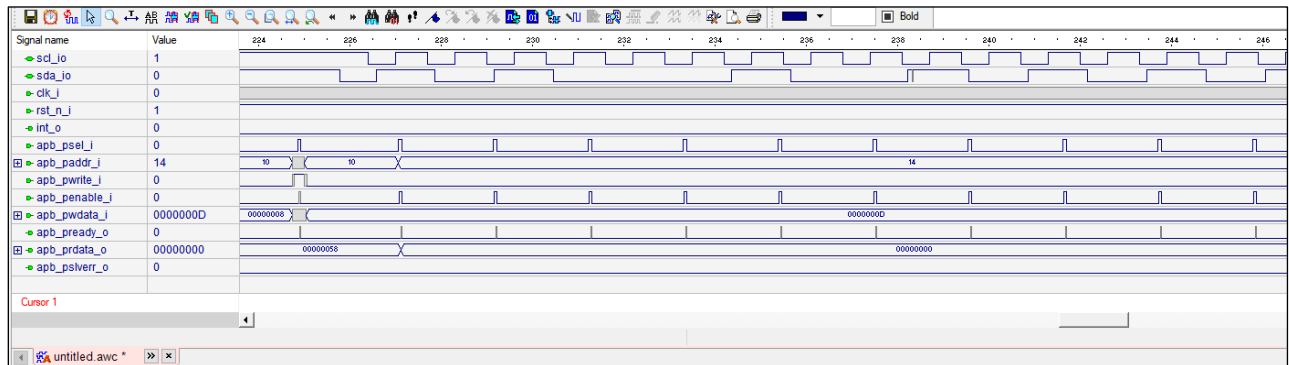 Bold
Signal name Value 224 226 228 230 232 234 236 238 240 242 244 246
scl_io 1
sda_io 0
clk_i 0
rst_n_i 1
int_o 0
apb_psel_i 0
apb_paddr_i 14 10 10 14
apb_pwrite_i 0
apb_penable_i 0
apb_pwdata_i 0000000D 00000008 0000000D
apb_pready_o 0
apb_prdata_o 00000000 00000058 00000000
apb_pslverr_o 0
Cursor 1
untitled.awc *